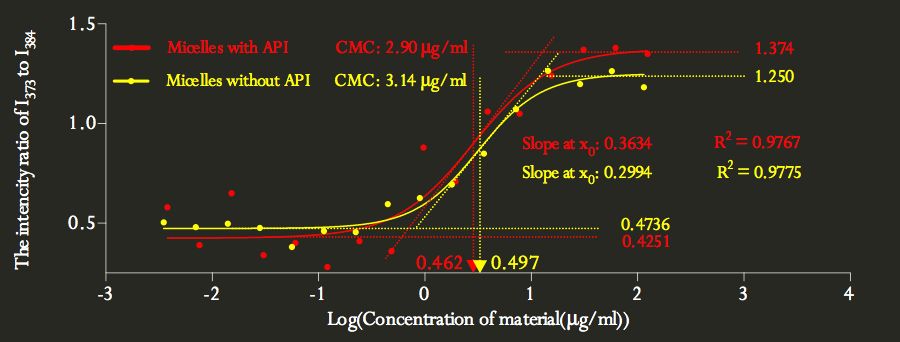 The intencity ratio of I373 to I384
1.5
1.0
0.5
Micelles with API CMC: 2.90 μg/ml
Micelles without API CMC: 3.14 μg/ml
1.374
1.250
Slope at x0: 0.3634 R² = 0.9767
Slope at x0: 0.2994 R² = 0.9775
0.4736
0.4251
0.462 0.497
-3 -2 -1 0 1 2 3 4
Log(Concentration of material(μg/ml))